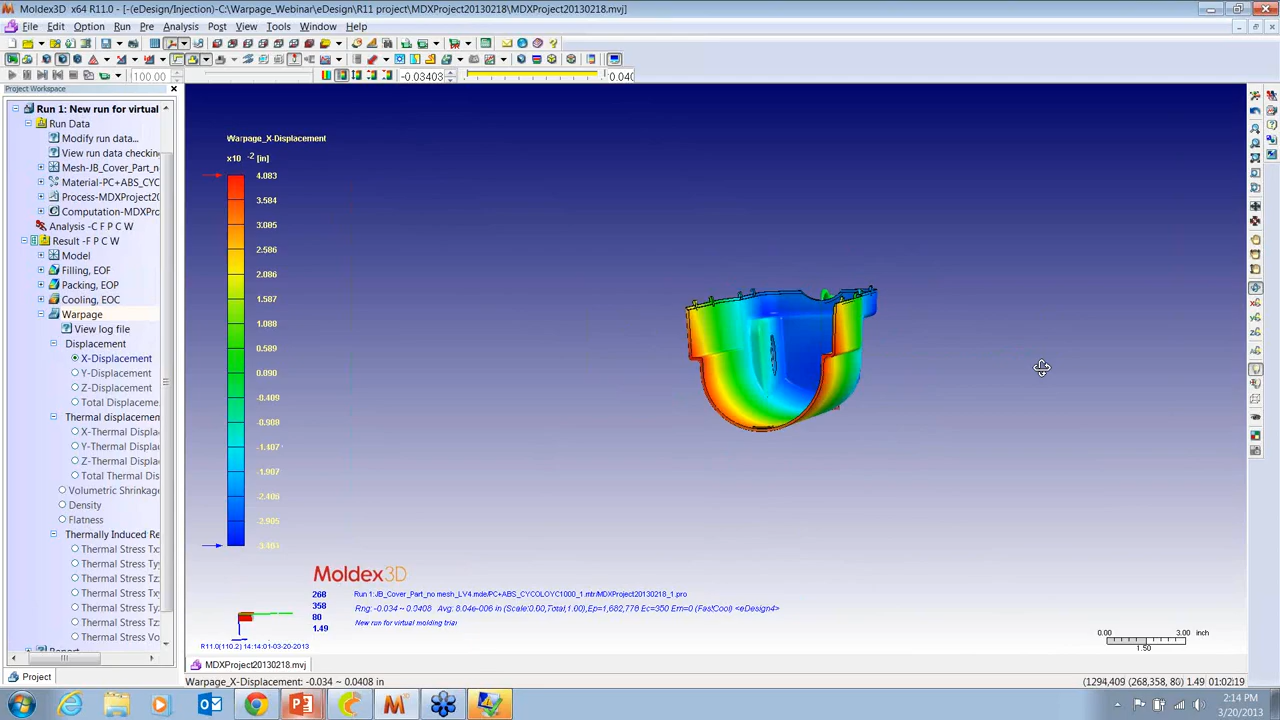 Moldex3D x64 R11.0 (110.2) - [-(eDesign/Injection)-C:\Warpage_Webinar\eDesign\R11 project\MDXProject20130218\MDXProject20130218.mvj]
File Edit Option Run Pre Analysis Post View Tools Window Help
100.00
-0.0340
0.040
Project Workspace
Run 1: New run for virtual
Run Data
Modify run data...
View run data checkin
Mesh-JB_Cover_Part_no
Material-PC+ABS_CYC
Process-MDXProject20
Computation-MDXPro
Analysis -C F P C W
Result -F P C W
Model
Filling, EOF
Packing, EOP
Cooling, EOC
Warpage
View log file
Displacement
X-Displacement
Y-Displacement
Z-Displacement
Total Displaceme
Thermal displacemen
X-Thermal Displa
Y-Thermal Displa
Z-Thermal Displa
Total Thermal Dis
Volumetric Shrinkag
Density
Flatness
Thermally Induced Re
Thermal Stress Tx
Thermal Stress Ty
Thermal Stress Tz
Thermal Stress Tx
Thermal Stress Ty
Thermal Stress Tz
Thermal Stress Vo
Report
Project
Warpage_X-Displacement
x10 -2 [in]
4.083
3.584
3.085
2.586
2.086
1.587
1.088
0.589
0.090
-0.409
-0.908
-1.407
-1.907
-2.406
-2.905
Moldex3D
268
358
80
1.49
Run 1:JB_Cover_Part_no mesh_LV4.mde/PC+ABS_CYCOLOYC1000_1.mtr/MDXProject20130218_1.pro
Rng: -0.034 ~ 0.0408 Avg: 8.04e-006 in (Scale:0.00,Total,1.00),Ep=1,682,778 Ec=350 Em=0 (Fas/Cool) <eDesign4>
New run for virtual molding trial
R11.0(110.2) 14:14:01-03-20-2013
0.00 3.00 inch
1.50
MDXProject20130218.mvj
Warpage_X-Displacement: -0.034 ~ 0.0408 in
(1294,409) (268,358, 80) 1.49 01:02:19
2:14 PM
3/20/2013